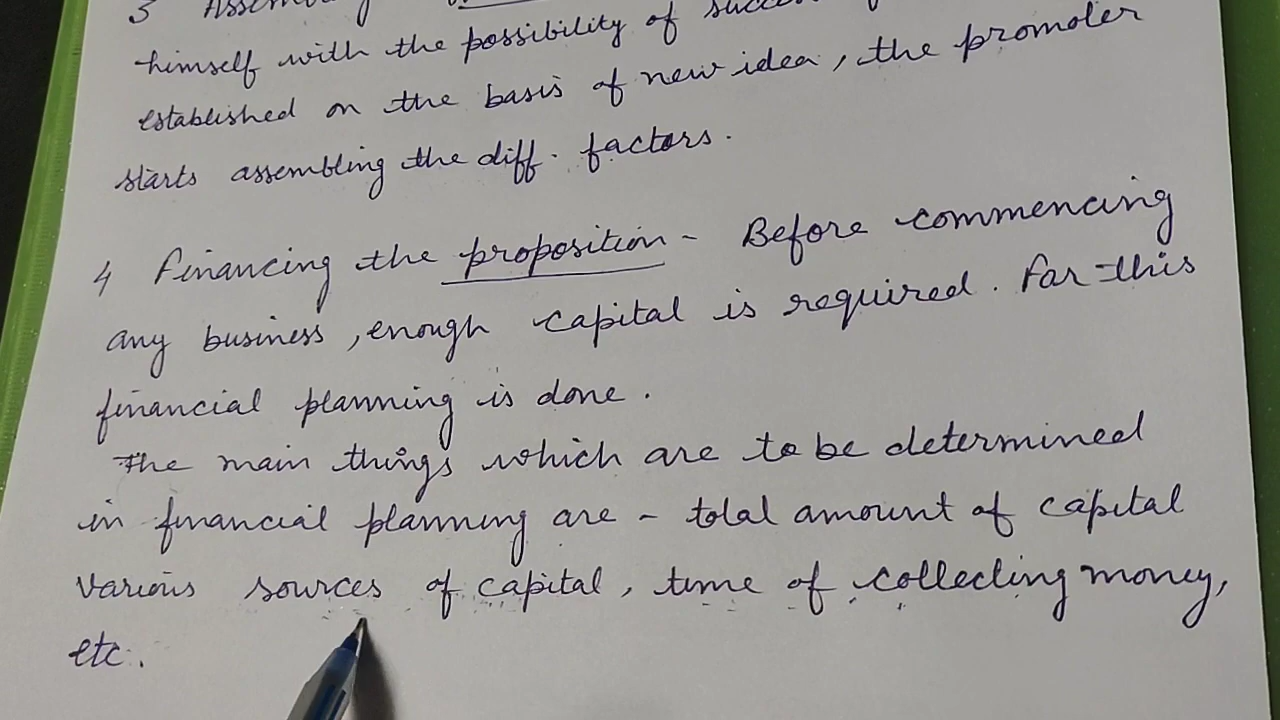 himself with the possibility of
established on the basis of new idea, the promoter
starts assembling the diff. factors.
4 Financing the proposition - Before commencing
any business, enough capital is required. For this
financial planning is done.
The main things which are to be determined
in financial planning are - total amount of capital
various sources of capital, time of collecting money,
etc.